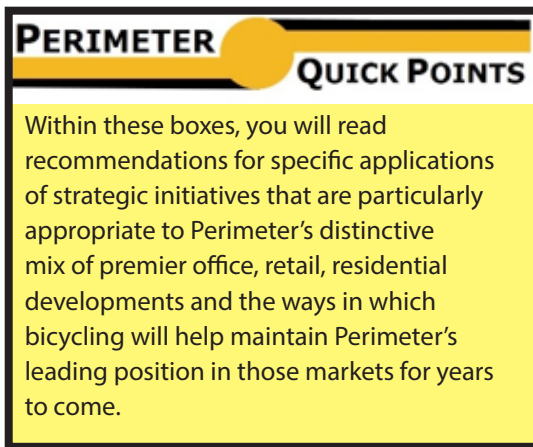 PERIMETER
QUICK POINTS
Within these boxes, you will read
recommendations for specific applications
of strategic initiatives that are particularly
appropriate to Perimeter's distinctive
mix of premier office, retail, residential
developments and the ways in which
bicycling will help maintain Perimeter's
leading position in those markets for years
to come.